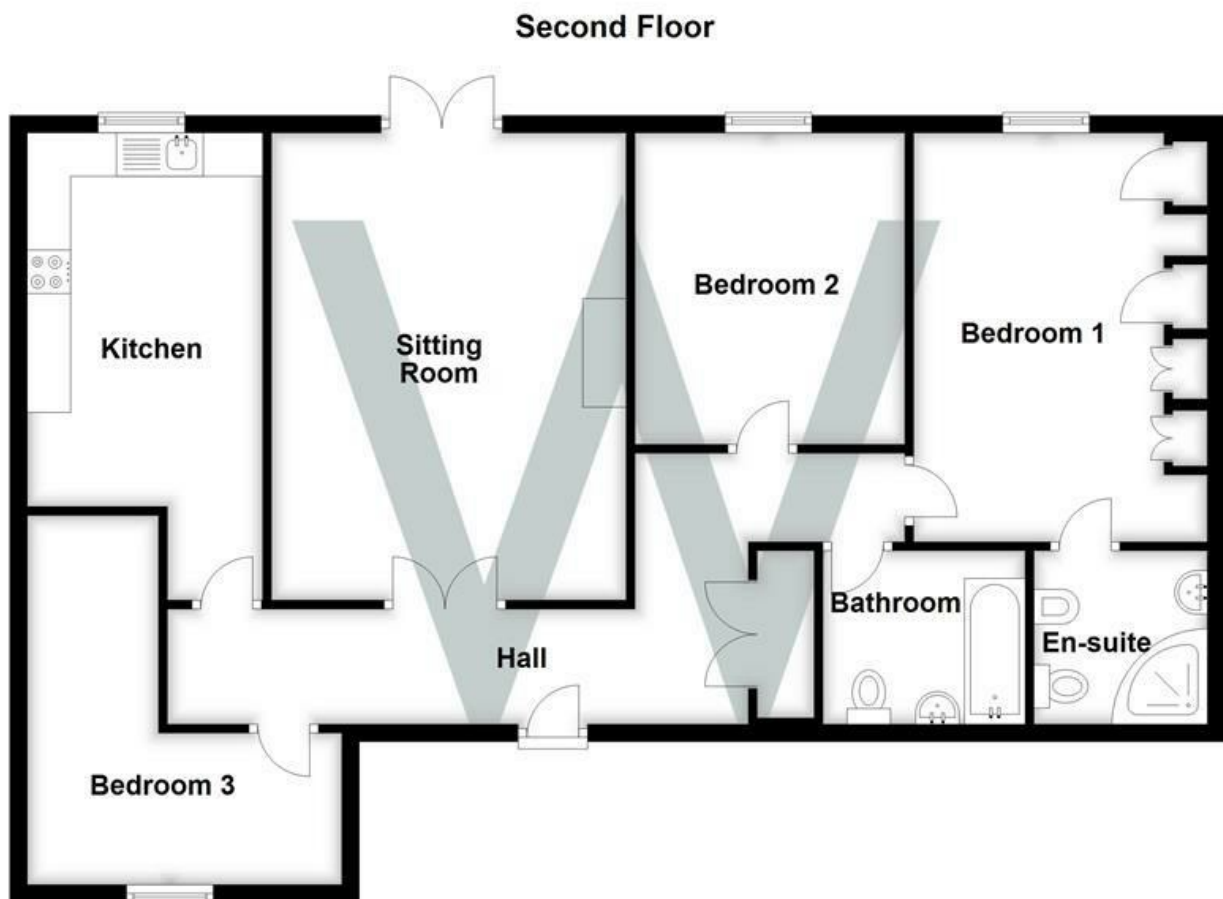 Second Floor
Bedroom 2
Kitchen
Sitting
Room
Bedroom 1
Bathroom
Hall
En-suite
Bedroom 3